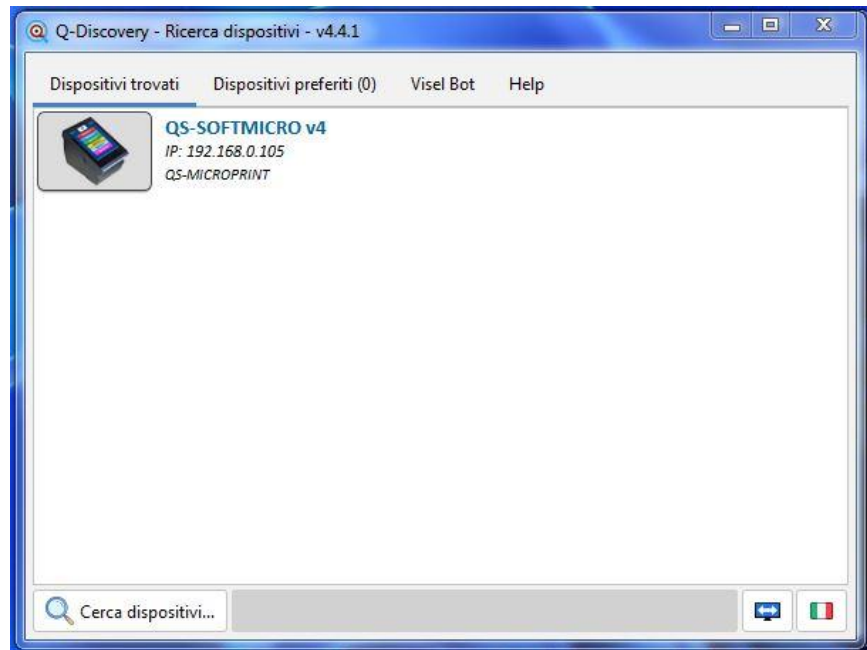 Q-Discovery - Ricerca dispositivi - v4.4.1
Dispositivi trovati Dispositivi preferiti (0) Visel Bot Help
QS-SOFTMICRO v4
IP: 192.168.0.105
QS-MICROPRINT
Cerca dispositivi...